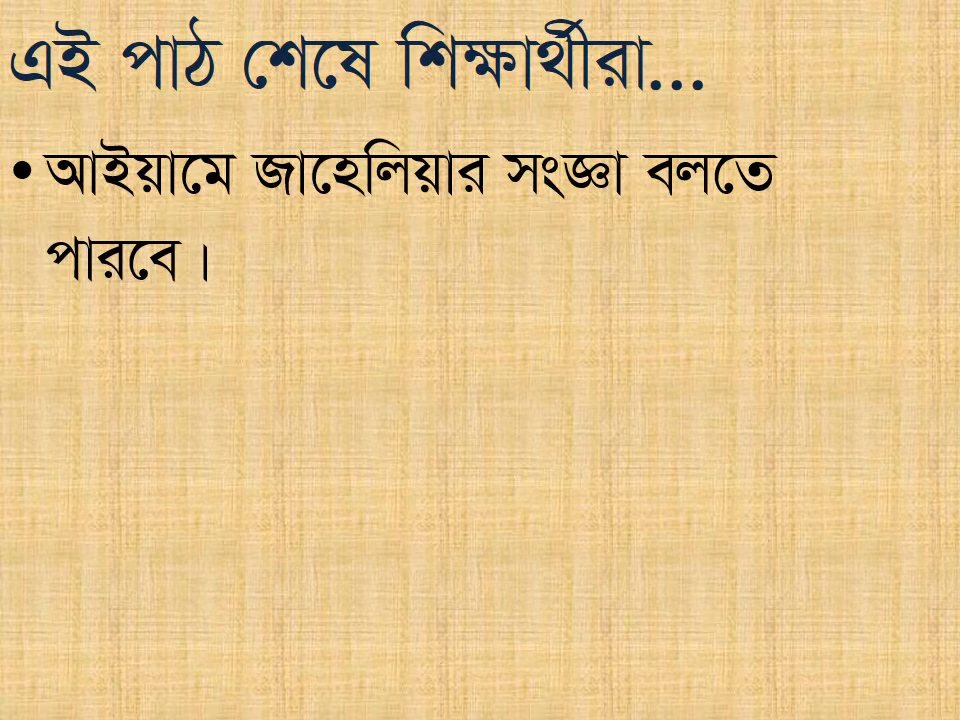 এই পাঠ শেষে শিক্ষার্থীরা...
• আইয়ামে জাহেলিয়ার সংজ্ঞা বলতে
পারবে।